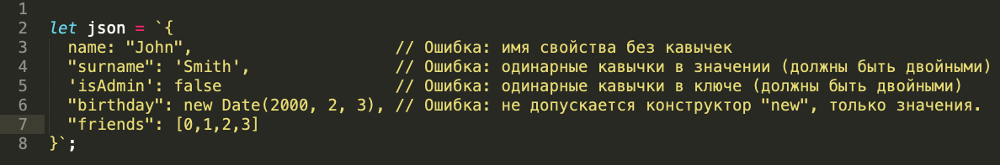 1
2 let json = `{
3   name: "John",                     // Ошибка: имя свойства без кавычек
4   "surname": 'Smith',               // Ошибка: одинарные кавычки в значении (должны быть двойными)
5   'isAdmin': false                  // Ошибка: одинарные кавычки в ключе (должны быть двойными)
6   "birthday": new Date(2000, 2, 3), // Ошибка: не допускается конструктор "new", только значения.
7   "friends": [0,1,2,3]
8 }`;